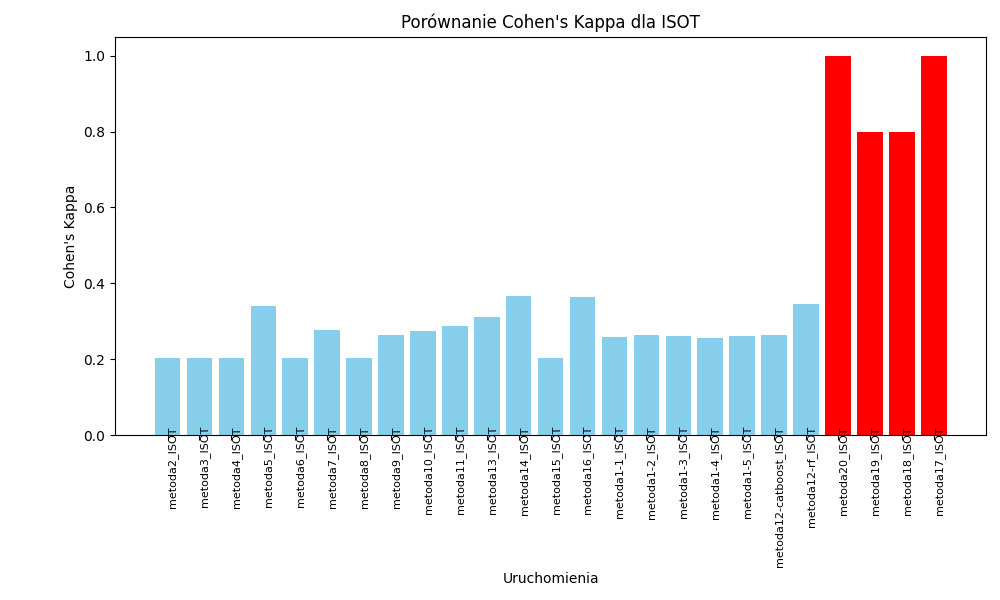 Porównanie Cohen's Kappa dla ISOT
Cohen's Kappa
1.0
0.8
0.6
0.4
0.2
0.0
metoda2_ISOT
metoda3_ISOT
metoda4_ISOT
metoda5_ISOT
metoda6_ISOT
metoda7_ISOT
metoda8_ISOT
metoda9_ISOT
metoda10_ISOT
metoda11_ISOT
metoda13_ISOT
metoda14_ISOT
metoda15_ISOT
metoda16_ISOT
metoda1-1_ISOT
metoda1-2_ISOT
metoda1-3_ISOT
metoda1-4_ISOT
metoda1-5_ISOT
metoda12-catboost_ISOT
metoda12-rf_ISOT
metoda20_ISOT
metoda19_ISOT
metoda18_ISOT
metoda17_ISOT
Uruchomienia